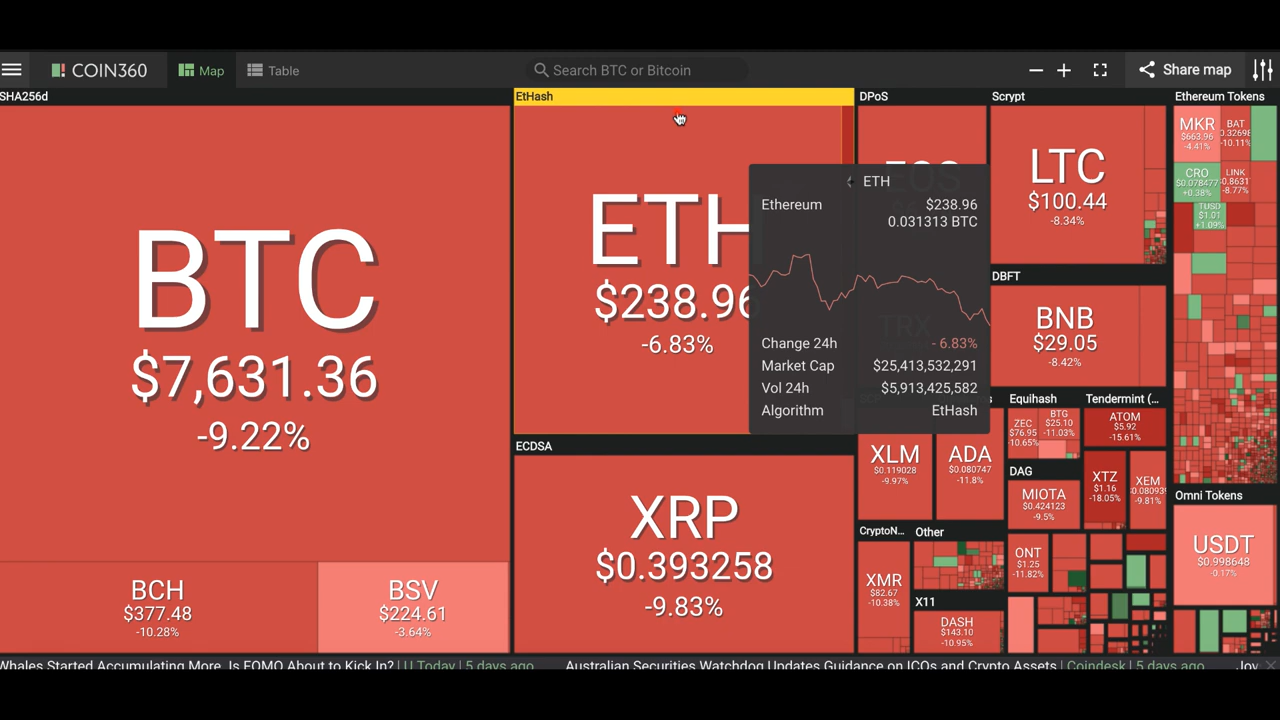 COIN360
Map
Table
Search BTC or Bitcoin
Share map
SHA256d
BTC
$7,631.36
-9.22%
BCH
$377.48
-10.28%
BSV
$224.61
-3.64%
EtHash
ETH
$238.96
-6.83%
ETH
Ethereum $238.96
0.031313 BTC
Change 24h - 6.83%
Market Cap $25,413,532,291
Vol 24h $5,913,425,582
Algorithm EtHash
ECDSA
XRP
$0.393258
-9.83%
DPoS
EOS
TRX
XLM
$0.119028
-9.97%
ADA
$0.080747
-11.8%
CryptoN...
XMR
$82.67
-10.38%
Other
X11
DASH
$143.10
-10.95%
Scrypt
LTC
$100.44
-8.34%
DBFT
BNB
$29.05
-8.42%
Equihash
ZEC
$76.95
-10.65%
BTG
$25.10
-11.03%
DAG
MIOTA
$0.424123
-9.5%
ONT
$1.25
-11.82%
Tendermint (...
ATOM
$5.92
-15.61%
XTZ
$1.16
-18.05%
XEM
-9.81%
Ethereum Tokens
MKR
$663.96
-4.41%
BAT
-10.11%
CRO
$0.078477
+0.38%
LINK
-8.77%
TUSD
$1.01
+1.09%
Omni Tokens
USDT
$0.998648
-0.17%
Whales Started Accumulating More, Is FOMO About to Kick In? | U.Today | 5 days ago
Australian Securities Watchdog Updates Guidance on ICOs and Crypto Assets | Coindesk | 5 days ago
Joy